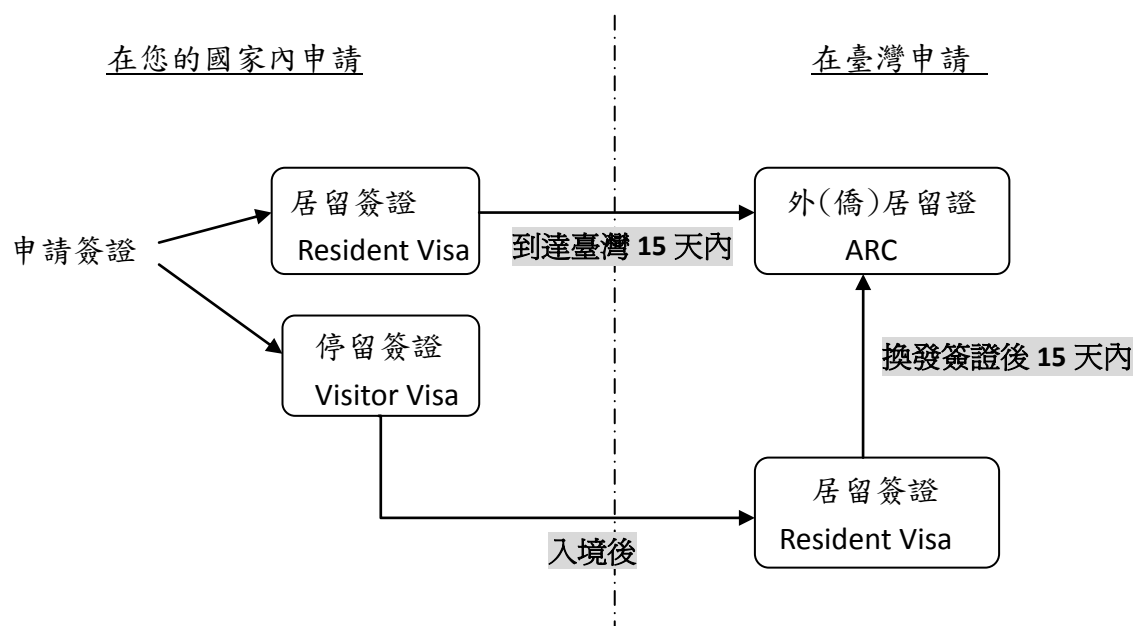 在您的國家內申請
在臺灣申請
居留簽證
Resident Visa
外(僑)居留證
ARC
申請簽證
到達臺灣 15 天內
停留簽證
Visitor Visa
換發簽證後 15 天內
居留簽證
Resident Visa
入境後